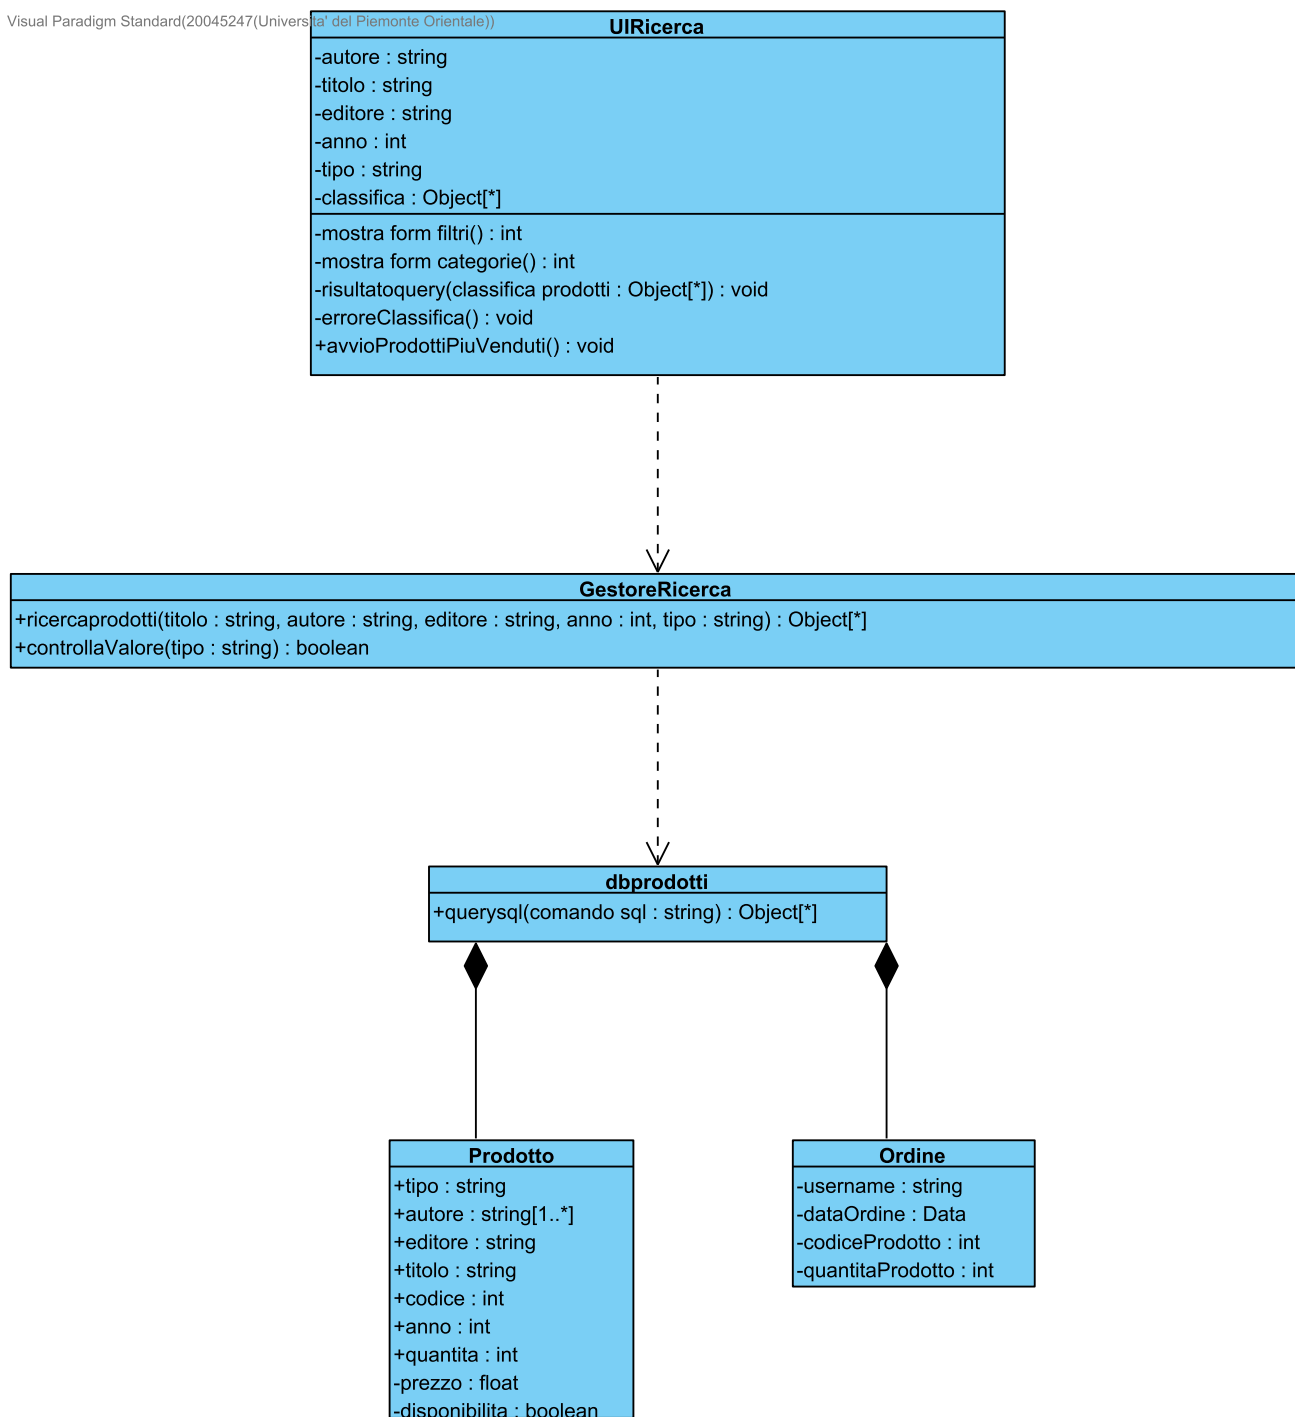 Visual Paradigm Standard(20045247(Universita' del Piemonte Orientale))
UIRicerca
-autore : string
-titolo : string
-editore : string
-anno : int
-tipo : string
-classifica : Object[*]
-mostra form filtri() : int
-mostra form categorie() : int
-risultatoquery(classifica prodotti : Object[*]) : void
-erroreClassifica() : void
+avvioProdottiPiuVenduti() : void
GestoreRicerca
+ricercaprodotti(titolo : string, autore : string, editore : string, anno : int, tipo : string) : Object[*]
+controllaValore(tipo : string) : boolean
dbprodotti
+querysql(comando sql : string) : Object[*]
Prodotto
+tipo : string
+autore : string[1..*]
+editore : string
+titolo : string
+codice : int
+anno : int
+quantita : int
-prezzo : float
-disponibilita : boolean
Ordine
-username : string
-dataOrdine : Data
-codiceProdotto : int
-quantitaProdotto : int